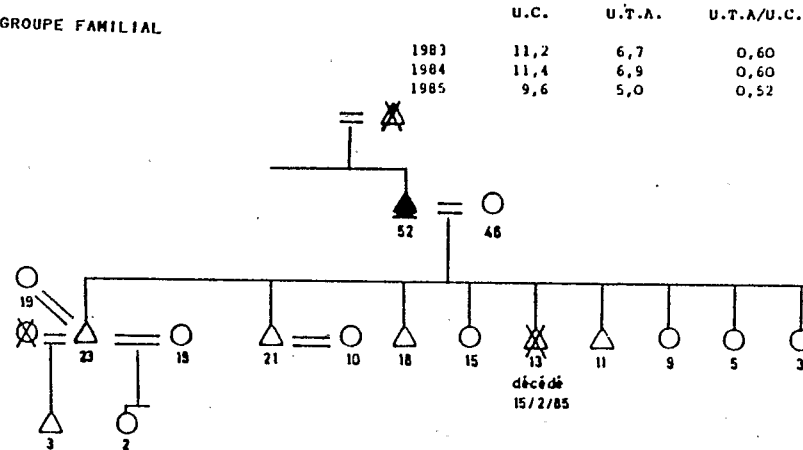 U.C. U.T.A. U.T.A/U.C.
GROUPE FAMILIAL
1983 11,2 6,7 0,60
1984 11,4 6,9 0,60
1985 9,6 5,0 0,52
52 46
19
23 19 21 10 18 15 13 11 9 5 3
décédé
15/2/85
3 2